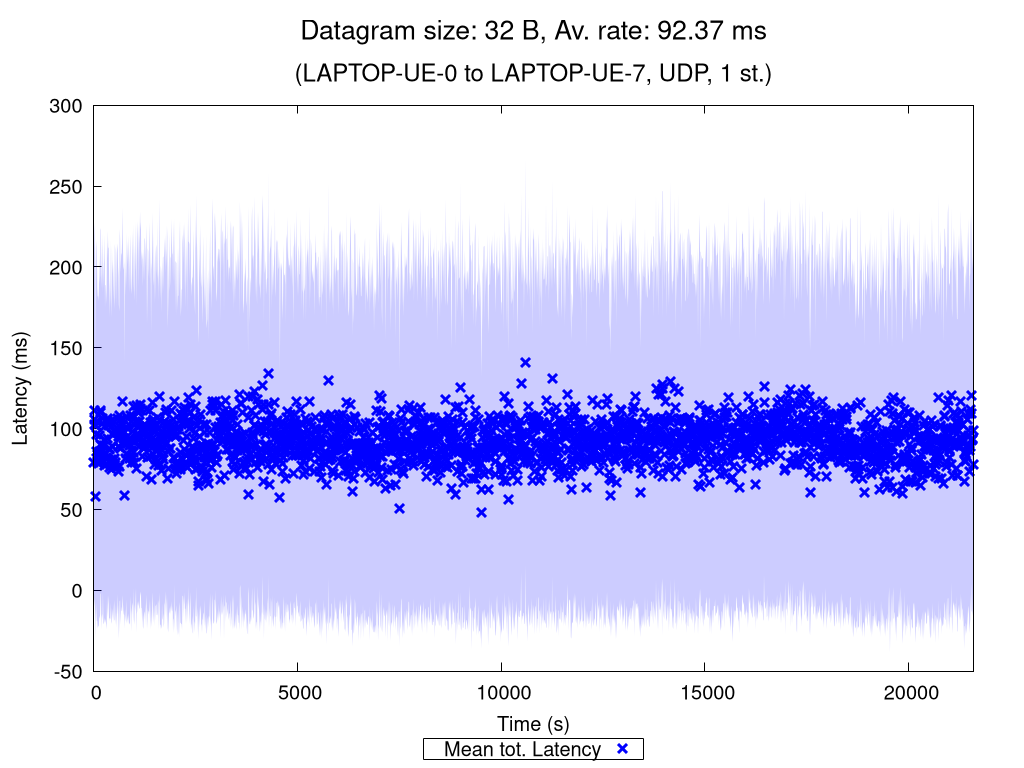 Datagram size: 32 B, Av. rate: 92.37 ms
(LAPTOP-UE-0 to LAPTOP-UE-7, UDP, 1 st.)
300
250
200
150
100
50
0
-50
Latency (ms)
0 5000 10000 15000 20000
Time (s)
Mean tot. Latency